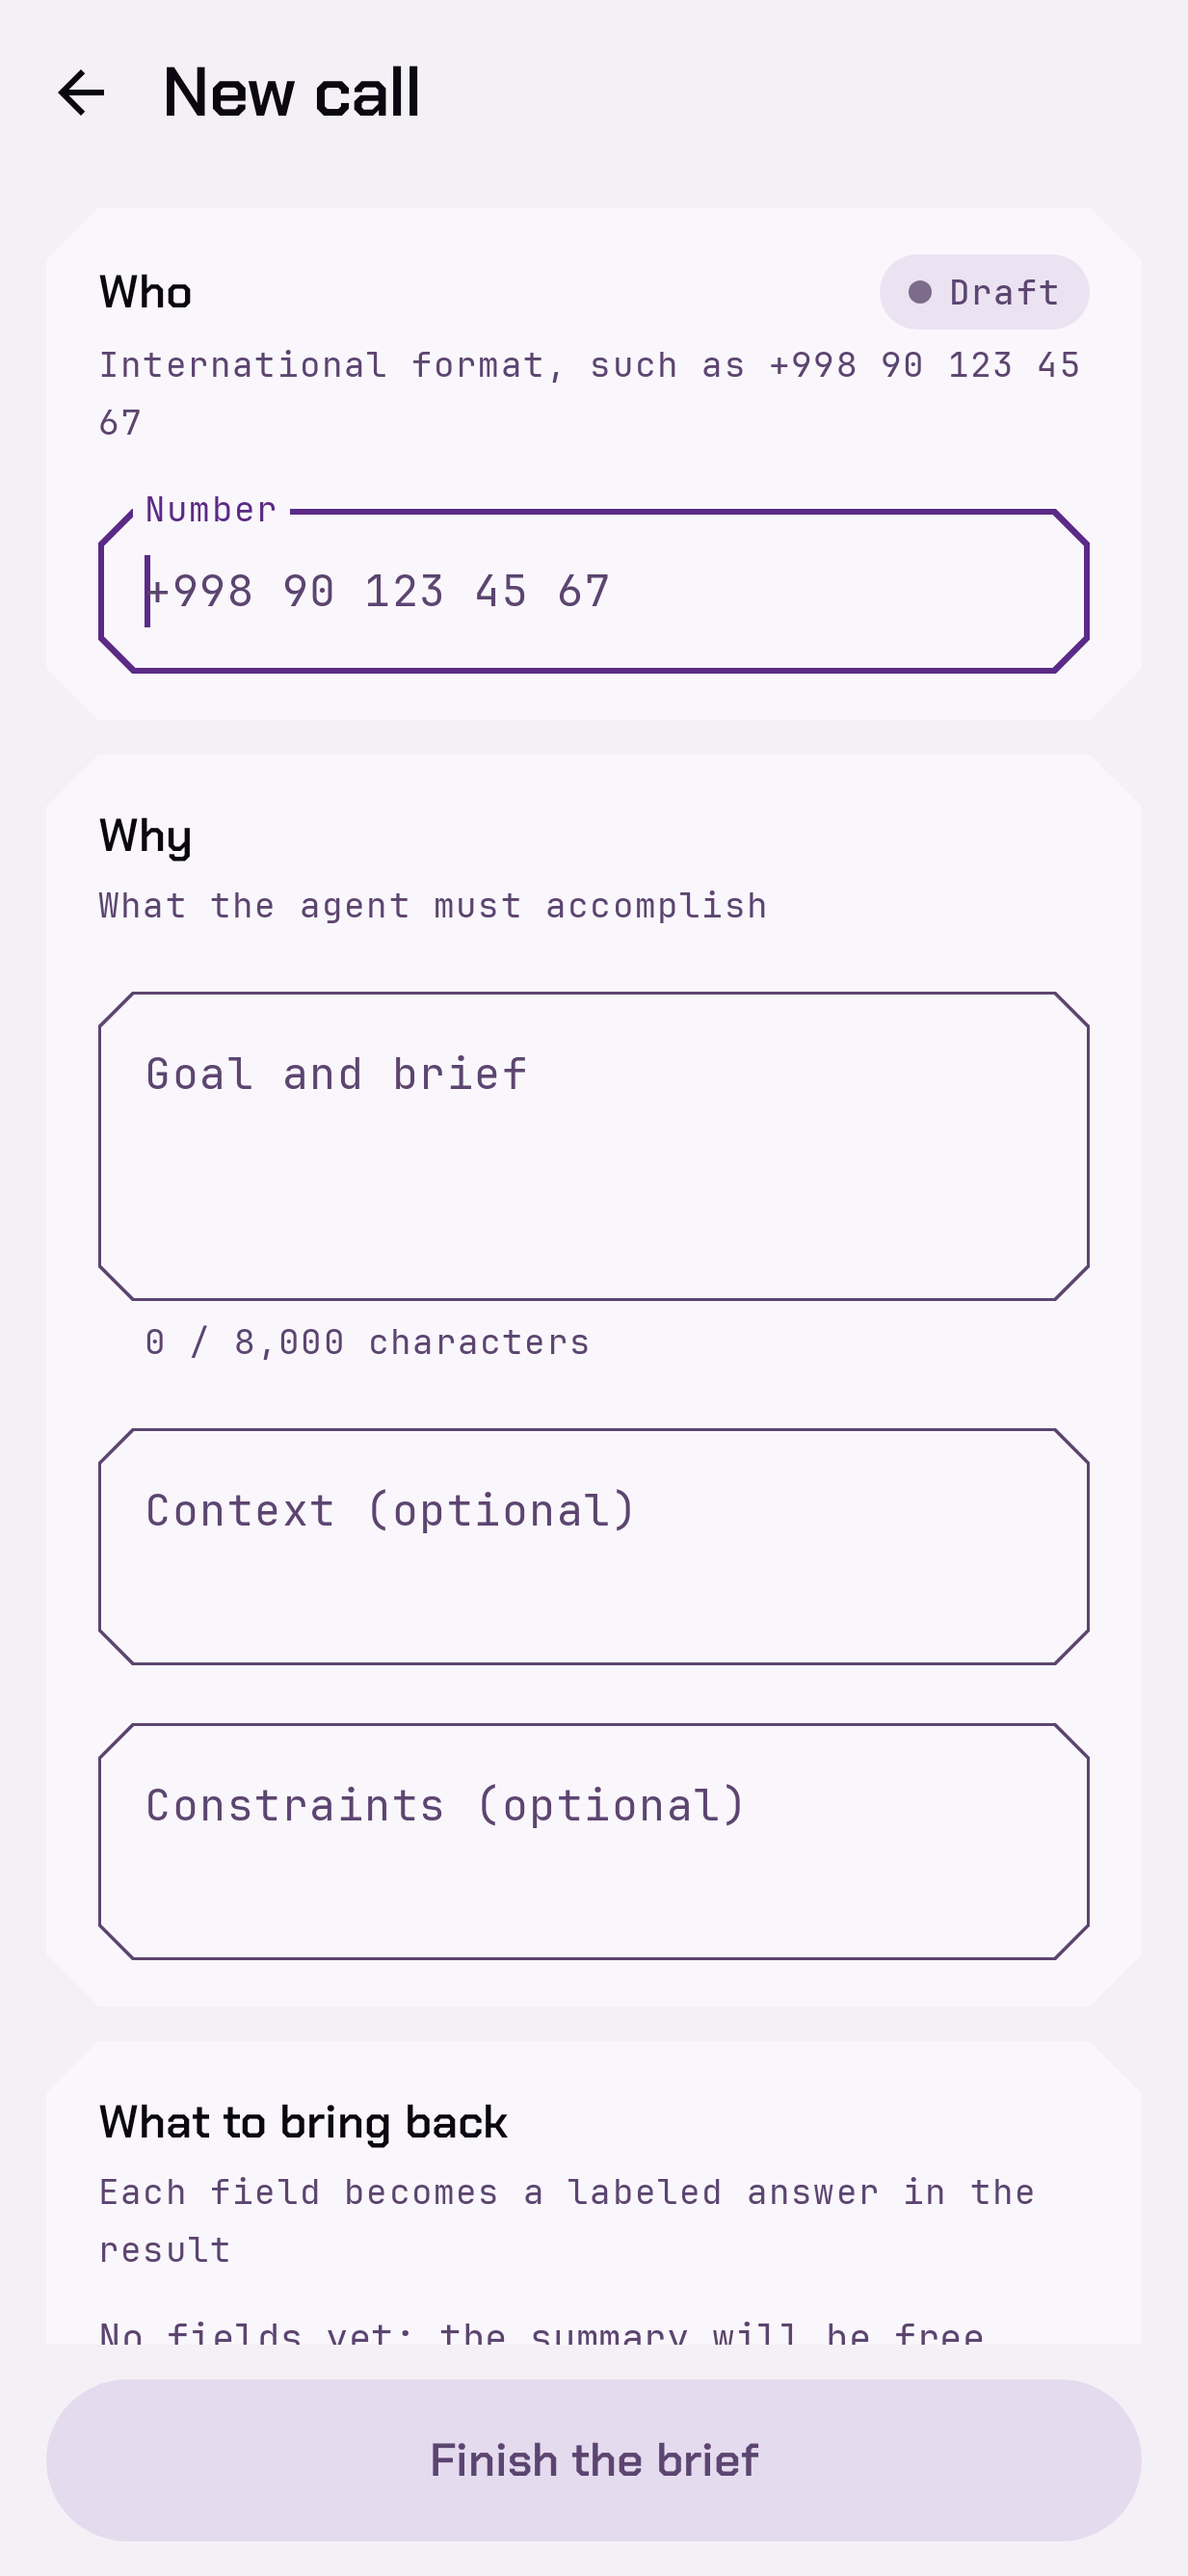 New call
Who
Draft
International format, such as +998 90 123 45
67
Number
+998 90 123 45 67
Why
What the agent must accomplish
Goal and brief
0 / 8,000 characters
Context (optional)
Constraints (optional)
What to bring back
Each field becomes a labeled answer in the
result
No fields yet: the summary will be free
Finish the brief